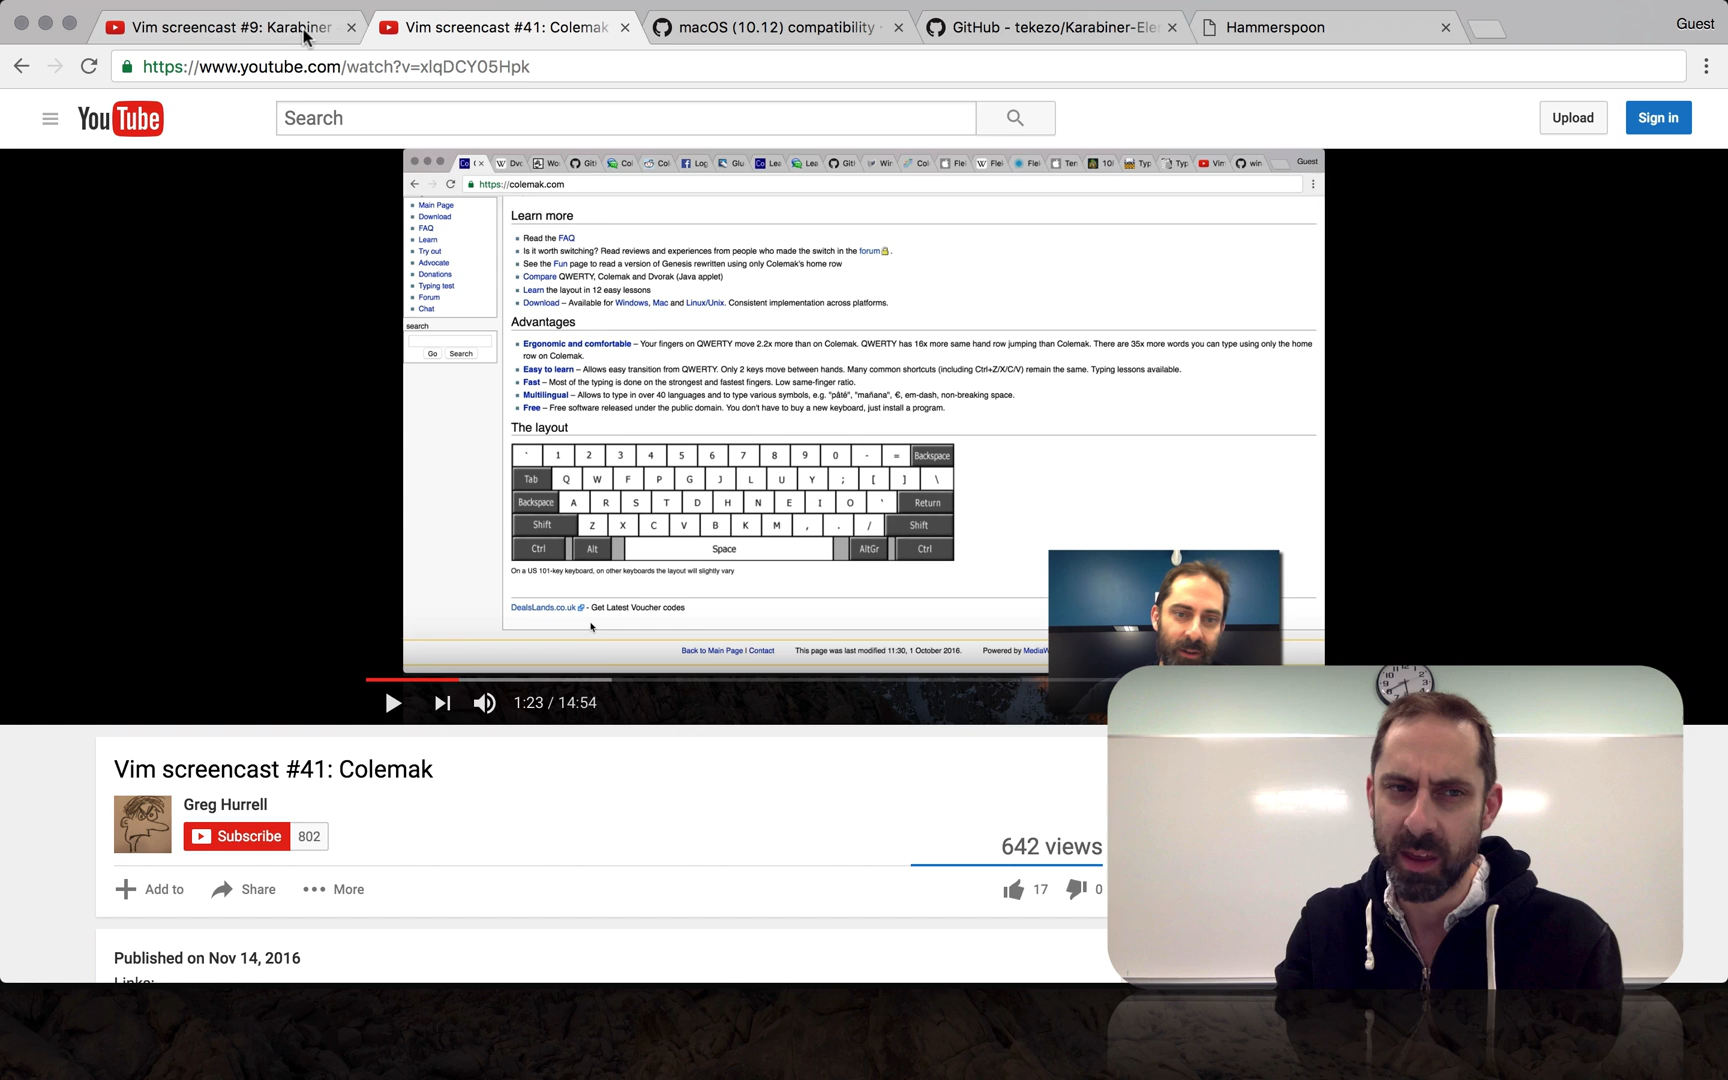 Vim screencast #9: Karabiner
Vim screencast #41: Colemak
macOS (10.12) compatibility
GitHub - tekezo/Karabiner-Ele
Hammerspoon
Guest
https://www.youtube.com/watch?v=xlqDCY05Hpk
YouTube
Search
Upload
Sign in
Guest
https://colemak.com
Main Page
Download
FAQ
Learn
Try out
Advocate
Donations
Typing test
Forum
Chat
search
Go Search
Learn more
Read the FAQ
Is it worth switching? Read reviews and experiences from people who made the switch in the forum.
See the Fun page to read a version of Genesis rewritten using only Colemak's home row
Compare QWERTY, Colemak and Dvorak (Java applet)
Learn the layout in 12 easy lessons
Download – Available for Windows, Mac and Linux/Unix. Consistent implementation across platforms.
Advantages
Ergonomic and comfortable – Your fingers on QWERTY move 2.2x more than on Colemak. QWERTY has 16x more same hand row jumping than Colemak. There are 35x more words you can type using only the home
row on Colemak.
Easy to learn – Allows easy transition from QWERTY. Only 2 keys move between hands. Many common shortcuts (including Ctrl+Z/X/C/V) remain the same. Typing lessons available.
Fast – Most of the typing is done on the strongest and fastest fingers. Low same-finger ratio.
Multilingual – Allows to type in over 40 languages and to type various symbols, e.g. "pâté", "mañana", €, em-dash, non-breaking space.
Free – Free software released under the public domain. You don't have to buy a new keyboard, just install a program.
The layout
` 1 2 3 4 5 6 7 8 9 0 - = Backspace
Tab Q W F P G J L U Y ; [ ] \
Backspace A R S T D H N E I O ' Return
Shift Z X C V B K M , . / Shift
Ctrl Alt Space AltGr Ctrl
On a US 101-key keyboard, on other keyboards the layout will slightly vary
DealsLands.co.uk - Get Latest Voucher codes
Back to Main Page | Contact
This page was last modified 11:30, 1 October 2016.
Powered by MediaW
1:23 / 14:54
Vim screencast #41: Colemak
Greg Hurrell
Subscribe 802
642 views
Add to
Share
More
17
0
Published on Nov 14, 2016
Links: